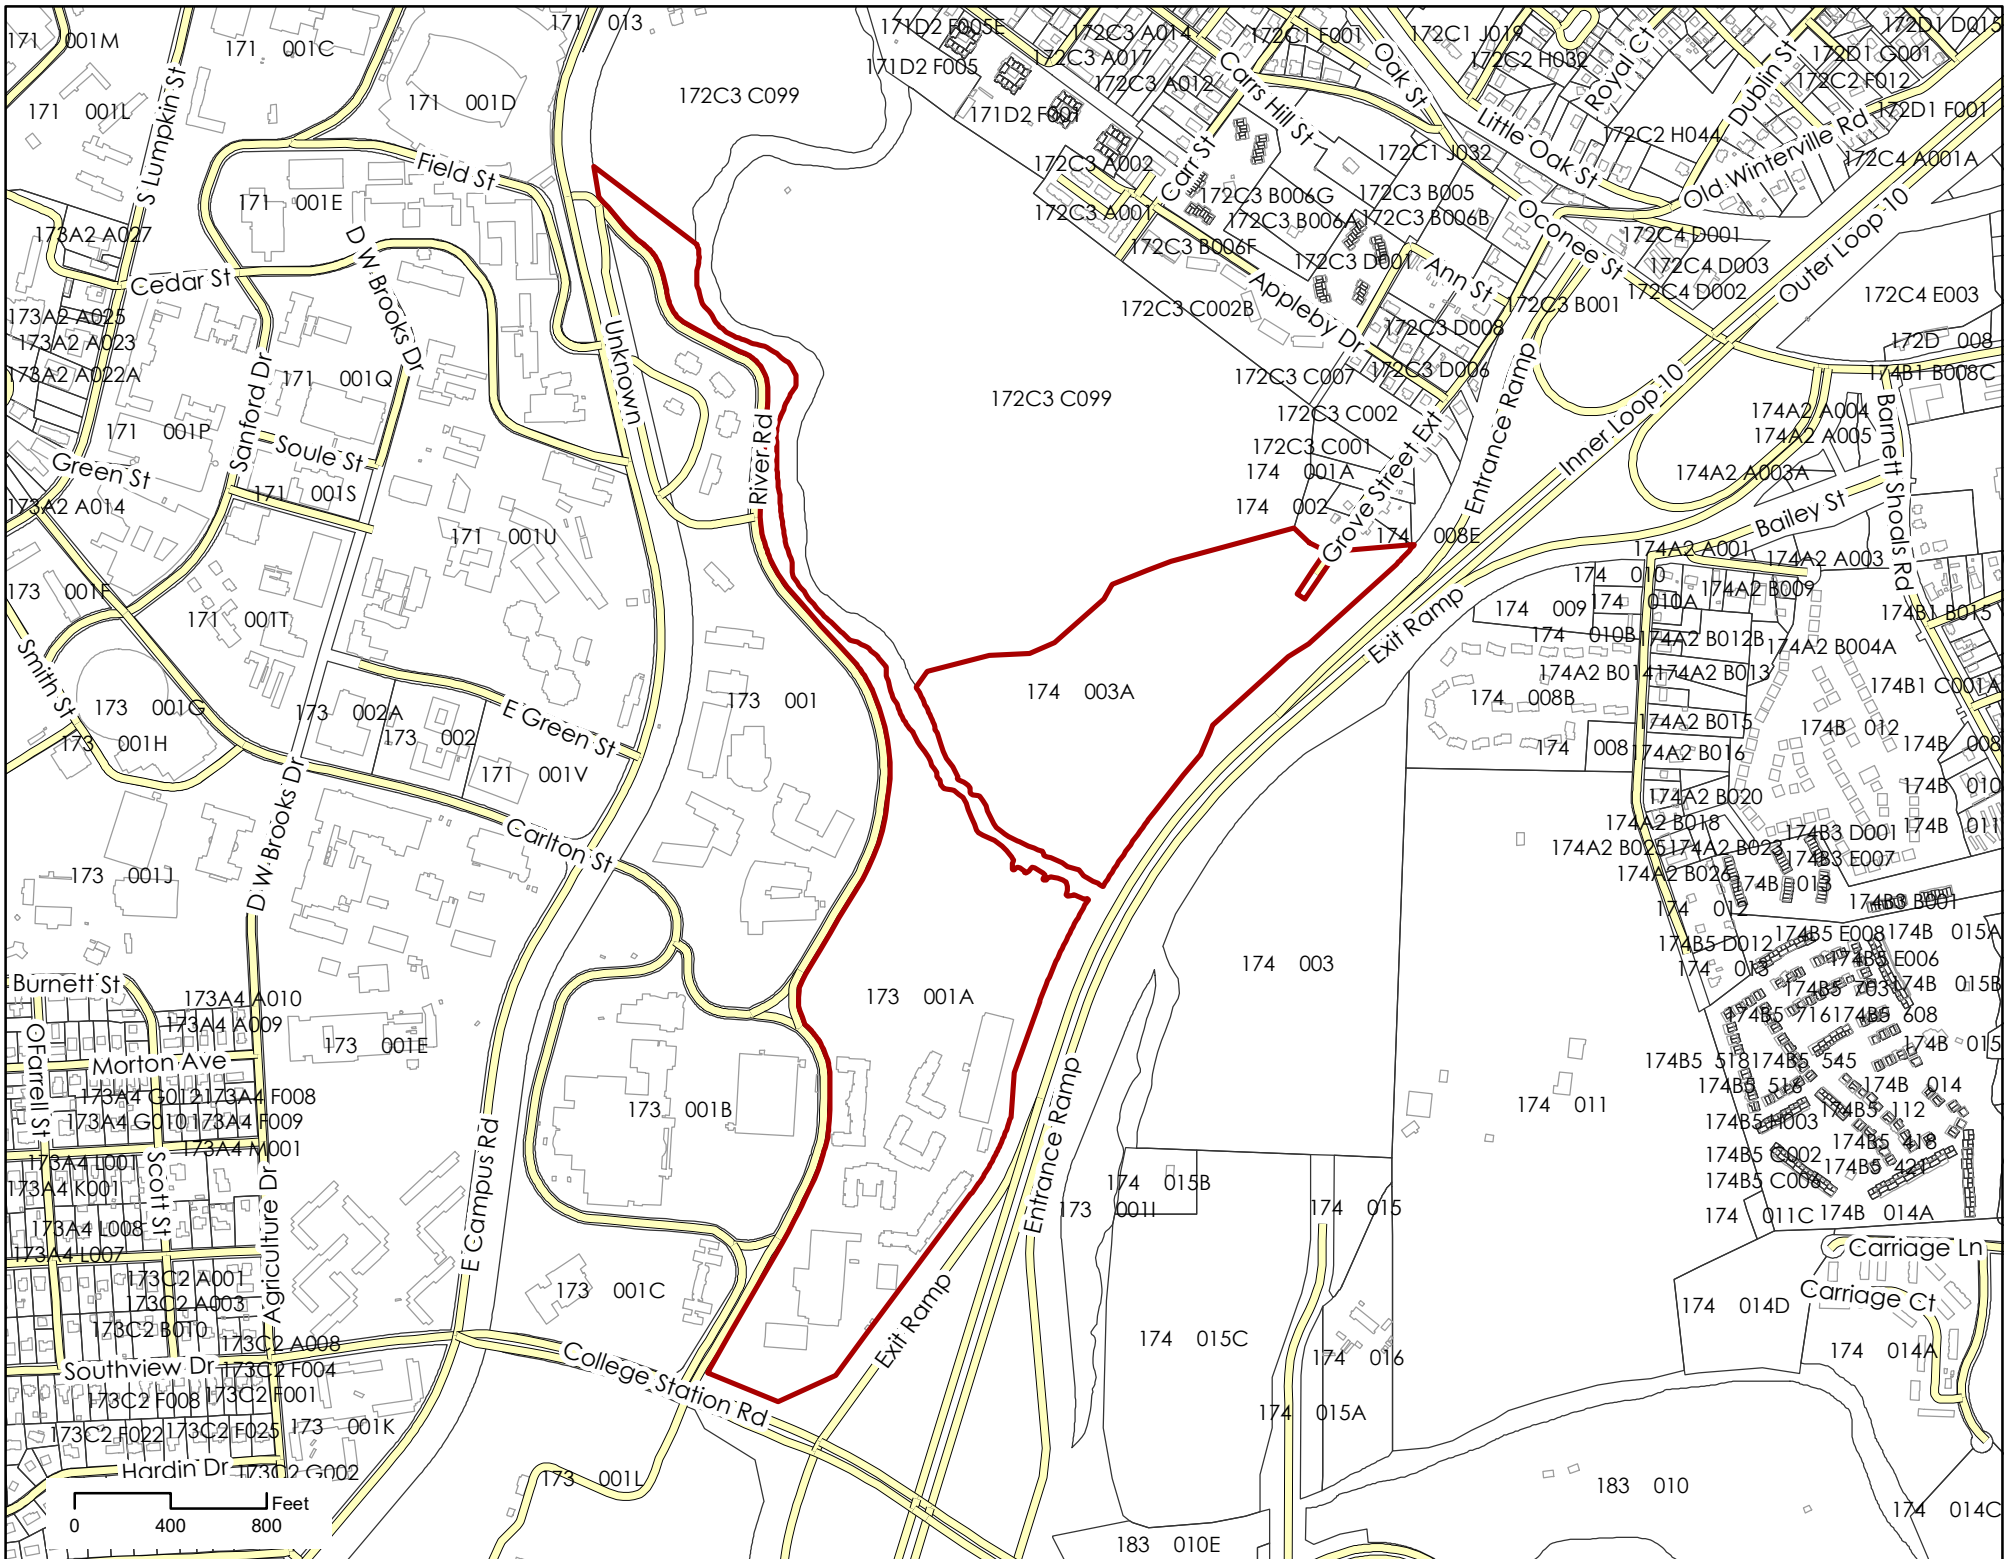 171 013
171D2 F005E
172C3 A014
172C1 F001
172C1 J019
172D1 D015
171 001M
171 001C
172C3 A017
172C2 H032
172D1 G001
171D2 F005
172C3 A012
172C2 F012
171 001L
171 001D
172C3 C099
171D2 F001
172D1 F001
S Lumpkin St
Carrs Hill St
Oak St
Royal Ct
Dublin St
Little Oak St
172C2 H044
Old Winterville Rd
Field St
172C3 A002
Carr St
172C1 J032
172C4 A001A
171 001E
172C3 B006G
172C3 B005
172C3 A001
172C3 B006A
172C3 B006B
173A2 A027
172C3 B006F
Oconee St
172C4 D001
Outer Loop 10
D W Brooks Dr
172C3 D001
Ann St
172C4 D003
Cedar St
172C3 C002B
Appleby Dr
172C3 B001
172C4 D002
172C4 E003
173A2 A025
173A2 A023
Unknown
172C3 D008
172D 008
173A2 A022A
171 001Q
172C3 C007
172C3 D006
174B1 B008C
Sanford Dr
172C3 C099
172C3 C002
Entrance Ramp
Inner Loop 10
174A2 A004
171 001P
Soule St
River Rd
172C3 C001
174A2 A005
Green St
174 001A
174A2 A003A
Barnett Shoals Rd
173A2 A014
171 001S
174 002
Grove Street Ext
Bailey St
171 001U
174 008E
174A2 A001
174A2 A003
173 001F
174 010
174A2 B009
171 001T
174 009
174 010A
Exit Ramp
174B1 B015
174 010B
174A2 B012B
174A2 B004A
Smith St
174A2 B014
174A2 B013
174B1 C001A
173 001G
173 002A
E Green St
173 001
174 003A
174 008B
173 001H
173 002
174A2 B015
174B 012
174 008
174A2 B016
174B 008
171 001V
174B 010
D W Brooks Dr
Carlton St
174A2 B020
174A2 B018
174B3 D001
174B 011
174A2 B025
174A2 B023
174B3 E007
173 001J
174A2 B026
174B 013
174 012
174B3 B001
174B5 D012
174B5 E008
174B 015A
174 003
174 013
174B5 E006
Burnett St
173 001A
174B5 703
174B 015B
173A4 A010
173A4 A009
174B5 716
174B5 608
OFarrell St
173 001E
174B 015
Morton Ave
174B5 518
174B5 545
173A4 G012
173A4 F008
173 001B
Entrance Ramp
174 011
174B5 516
174B 014
173A4 G010
173A4 F009
174B5 H003
174B5 112
173A4 M001
174B5 418
173A4 L001
174B5 C002
174B5 421
173A4 K001
Scott St
174 015B
174B5 C006
E Campus Rd
173 001I
174 015
174 011C
174B 014A
173A4 L008
173A4 L007
Agriculture Dr
Carriage Ln
173C2 A001
173 001C
Exit Ramp
173C2 A003
174 014D
Carriage Ct
173C2 B010
173C2 A008
174 015C
174 016
174 014A
Southview Dr
173C2 F004
College Station Rd
173C2 F008
173C2 F001
174 015A
173C2 F022
173C2 F025
173 001K
Hardin Dr
173C2 G002
173 001L
183 010
174 014C
183 010E
Feet
0 400 800